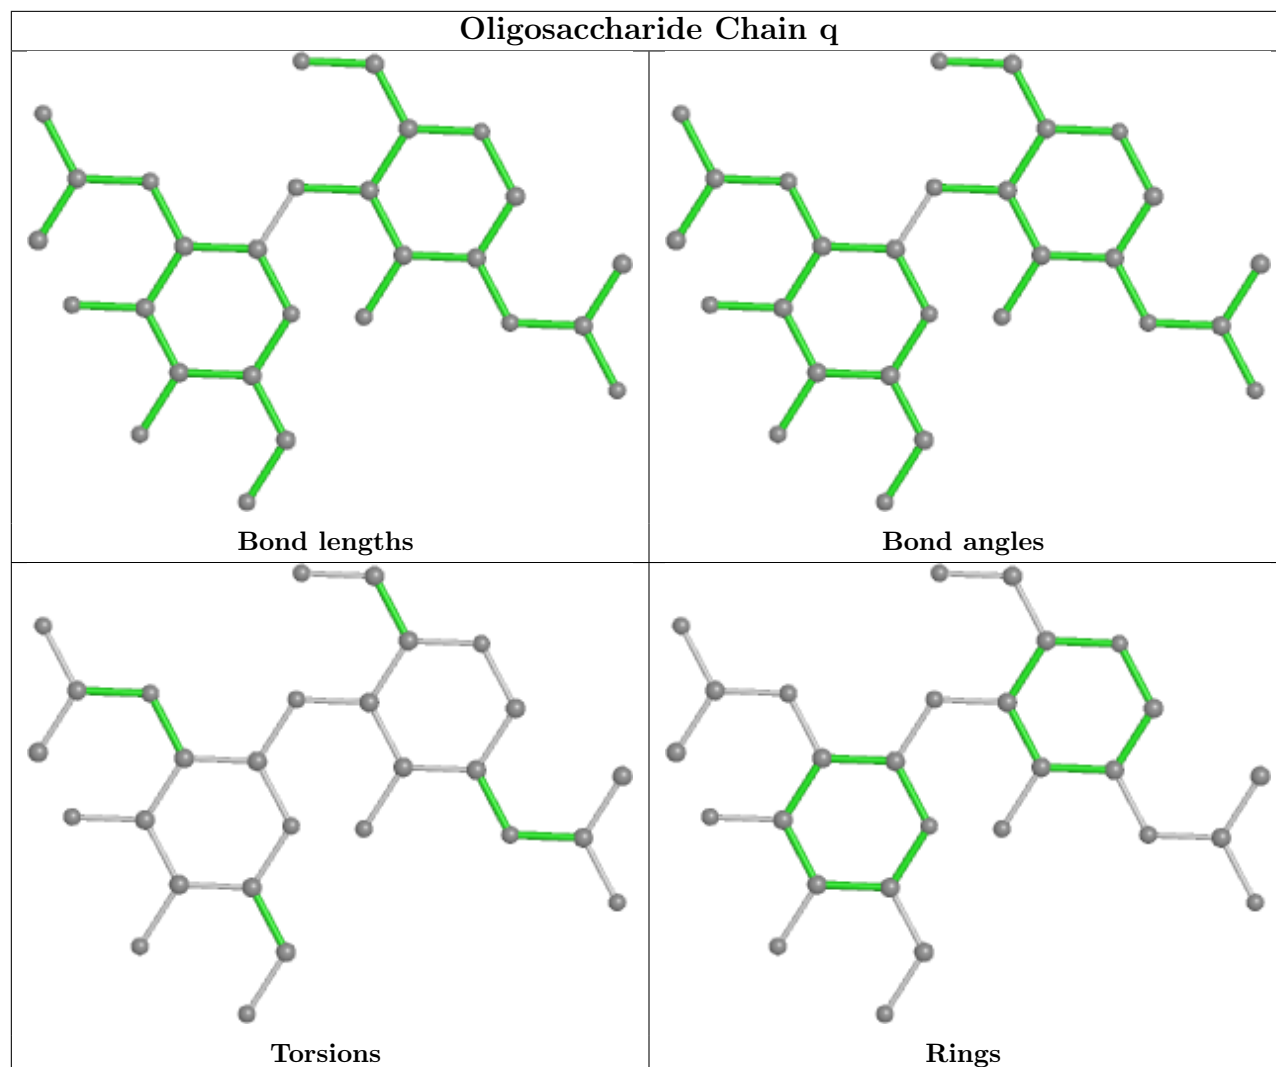 Oligosaccharide Chain q
Bond lengths
Bond angles
Torsions
Rings